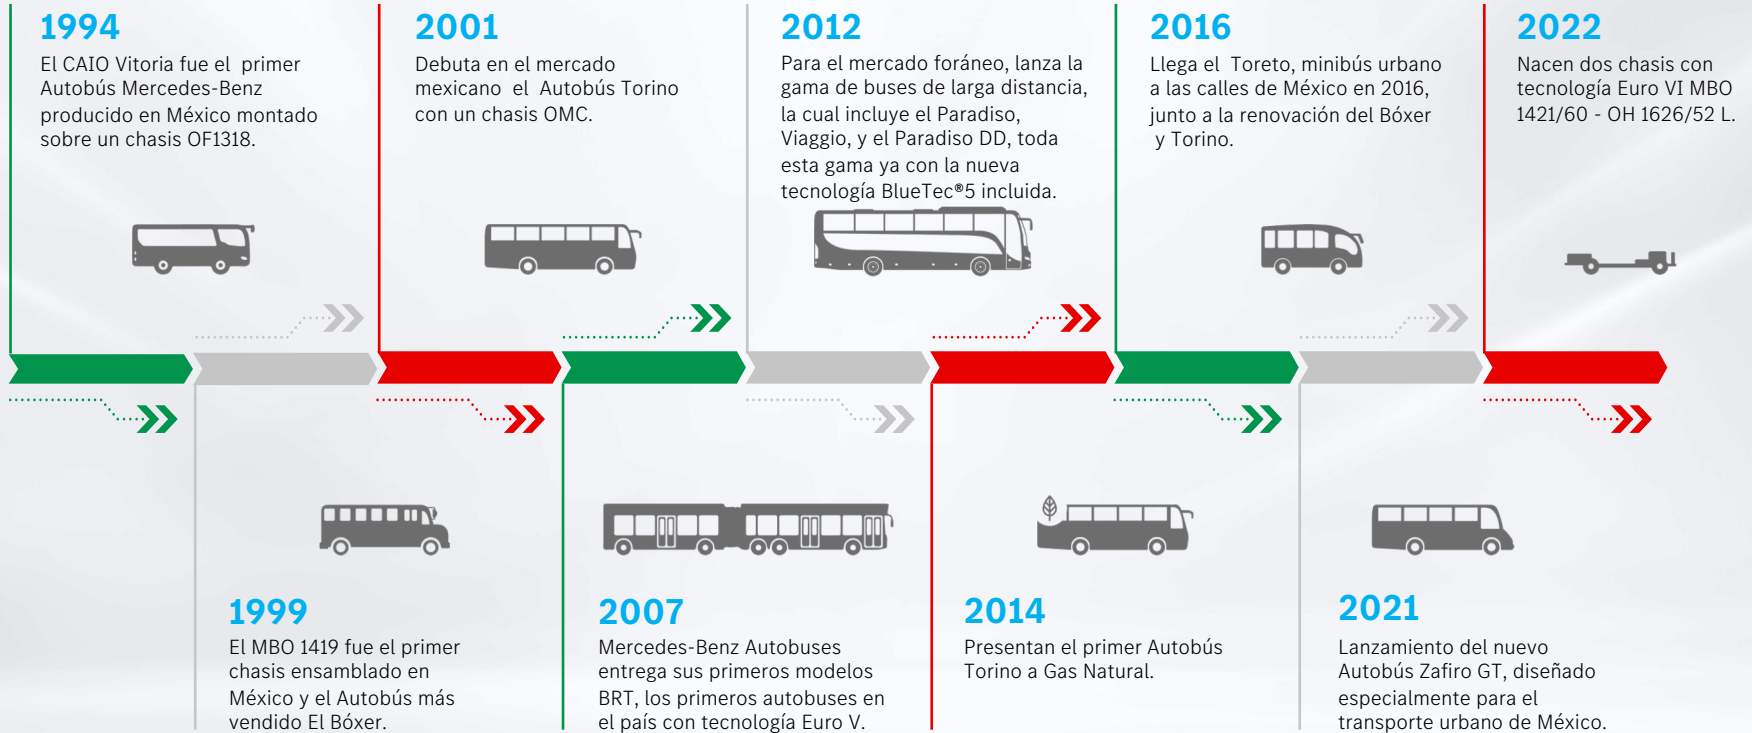 1994
El CAIO Vitoria fue el primer
Autobús Mercedes-Benz
producido en México montado
sobre un chasis OF1318.
2001
Debuta en el mercado
mexicano el Autobús Torino
con un chasis OMC.
2012
Para el mercado foráneo, lanza la
gama de buses de larga distancia,
la cual incluye el Paradiso,
Viaggio, y el Paradiso DD, toda
esta gama ya con la nueva
tecnología BlueTec®5 incluida.
2016
Llega el Toreto, minibús urbano
a las calles de México en 2016,
junto a la renovación del Bóxer
y Torino.
2022
Nacen dos chasis con
tecnología Euro VI MBO
1421/60 - OH 1626/52 L.
1999
El MBO 1419 fue el primer
chasis ensamblado en
México y el Autobús más
vendido El Bóxer.
2007
Mercedes-Benz Autobuses
entrega sus primeros modelos
BRT, los primeros autobuses en
el país con tecnología Euro V.
2014
Presentan el primer Autobús
Torino a Gas Natural.
2021
Lanzamiento del nuevo
Autobús Zafiro GT, diseñado
especialmente para el
transporte urbano de México.